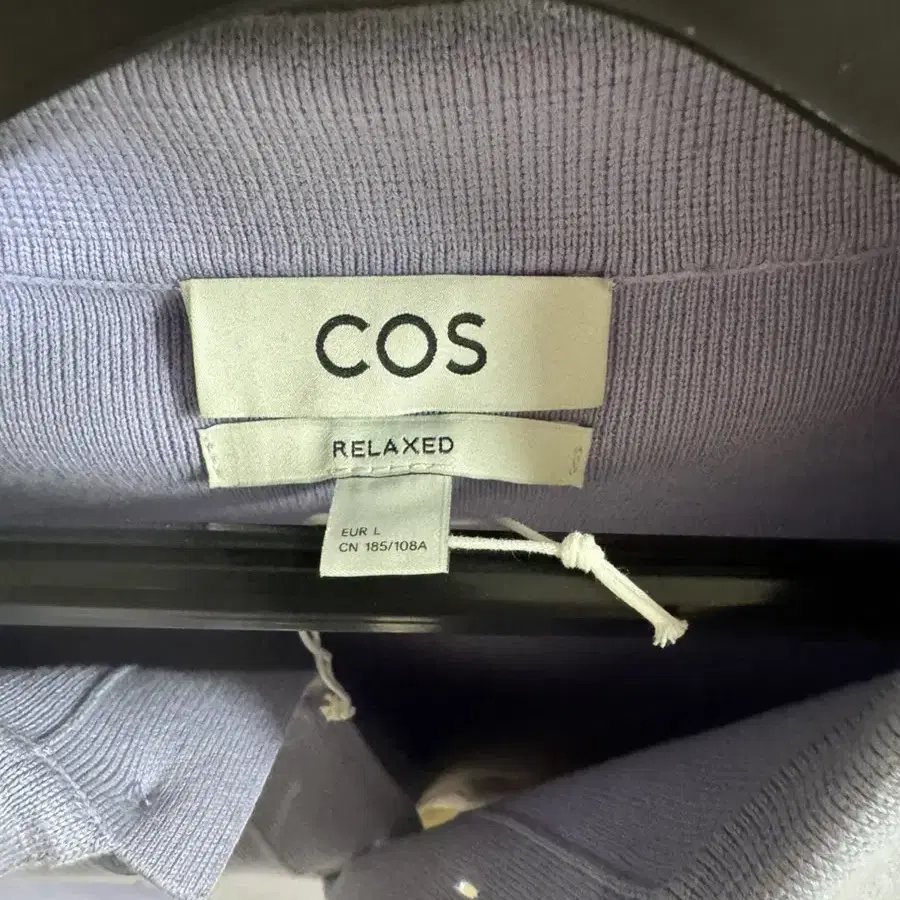 COS
RELAXED
EUR L
CN 185/108A